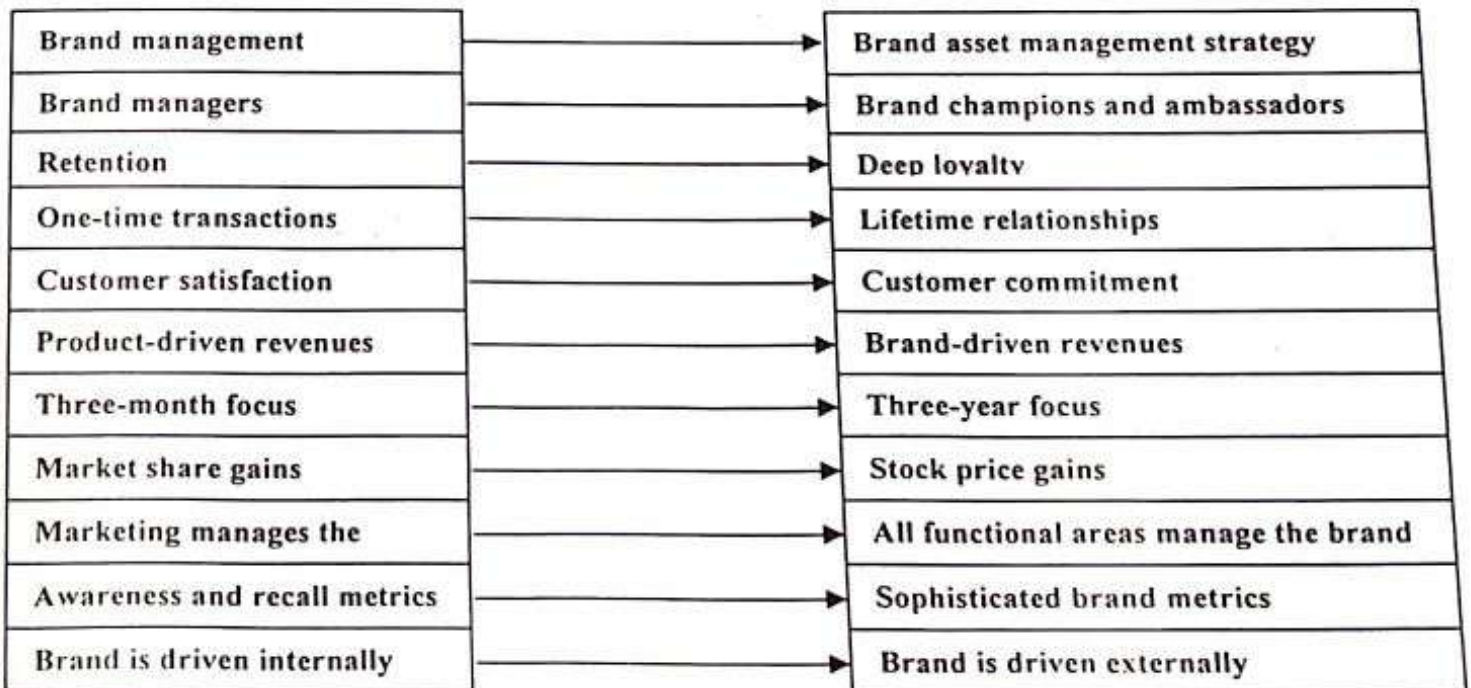 Brand management Brand asset management strategy
Brand managers Brand champions and ambassadors
Retention Deep loyalty
One-time transactions Lifetime relationships
Customer satisfaction Customer commitment
Product-driven revenues Brand-driven revenues
Three-month focus Three-year focus
Market share gains Stock price gains
Marketing manages the All functional areas manage the brand
Awareness and recall metrics Sophisticated brand metrics
Brand is driven internally Brand is driven externally